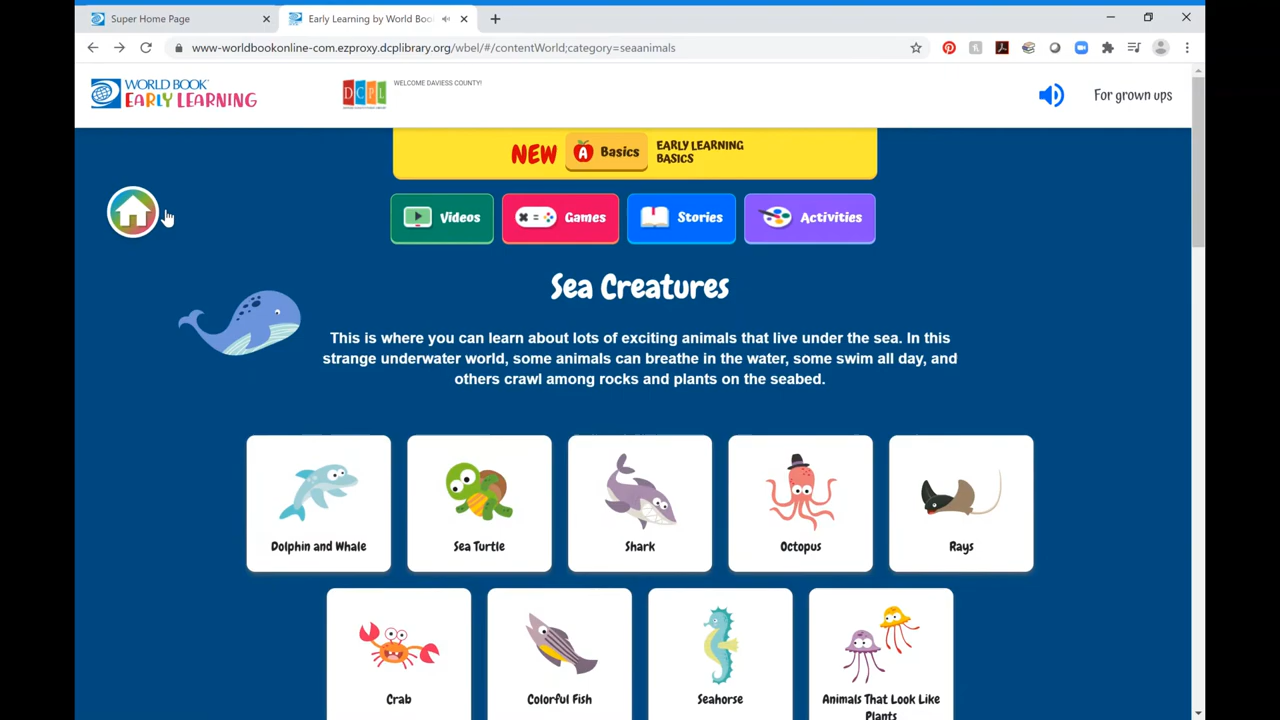 Super Home Page
Early Learning by World Boo
www-worldbookonline-com.ezproxy.dcplibrary.org/wbel/#/contentWorld;category=seaanimals
WORLD BOOK
EARLY LEARNING
DCPL
WELCOME DAVIESS COUNTY!
For grown ups
NEW
A Basics
EARLY LEARNING
BASICS
Videos
Games
Stories
Activities
Sea Creatures
This is where you can learn about lots of exciting animals that live under the sea. In this
strange underwater world, some animals can breathe in the water, some swim all day, and
others crawl among rocks and plants on the seabed.
Dolphin and Whale
Sea Turtle
Shark
Octopus
Rays
Crab
Colorful Fish
Seahorse
Animals That Look Like
Plants